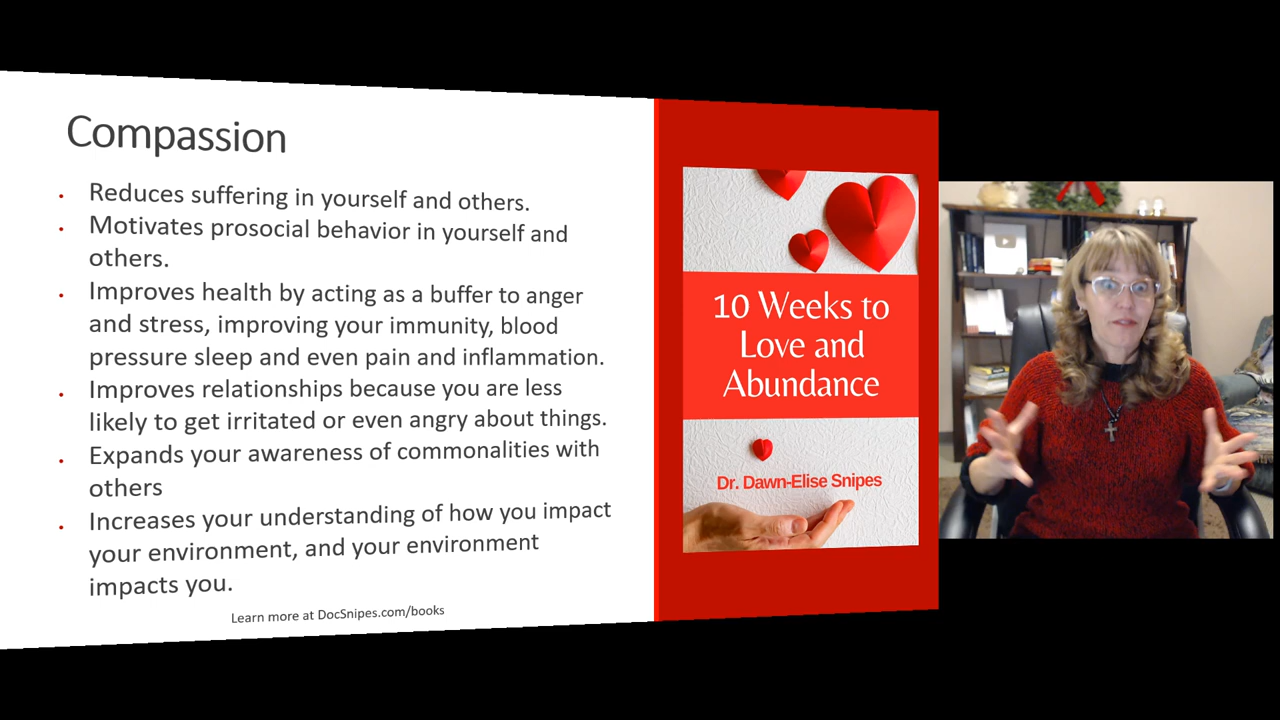 Compassion
• Reduces suffering in yourself and others.
• Motivates prosocial behavior in yourself and
others.
• Improves health by acting as a buffer to anger
and stress, improving your immunity, blood
pressure sleep and even pain and inflammation.
• Improves relationships because you are less
likely to get irritated or even angry about things.
• Expands your awareness of commonalities with
others
• Increases your understanding of how you impact
your environment, and your environment
impacts you.
Learn more at DocSnipes.com/books
10 Weeks to
Love and
Abundance
Dr. Dawn-Elise Snipes